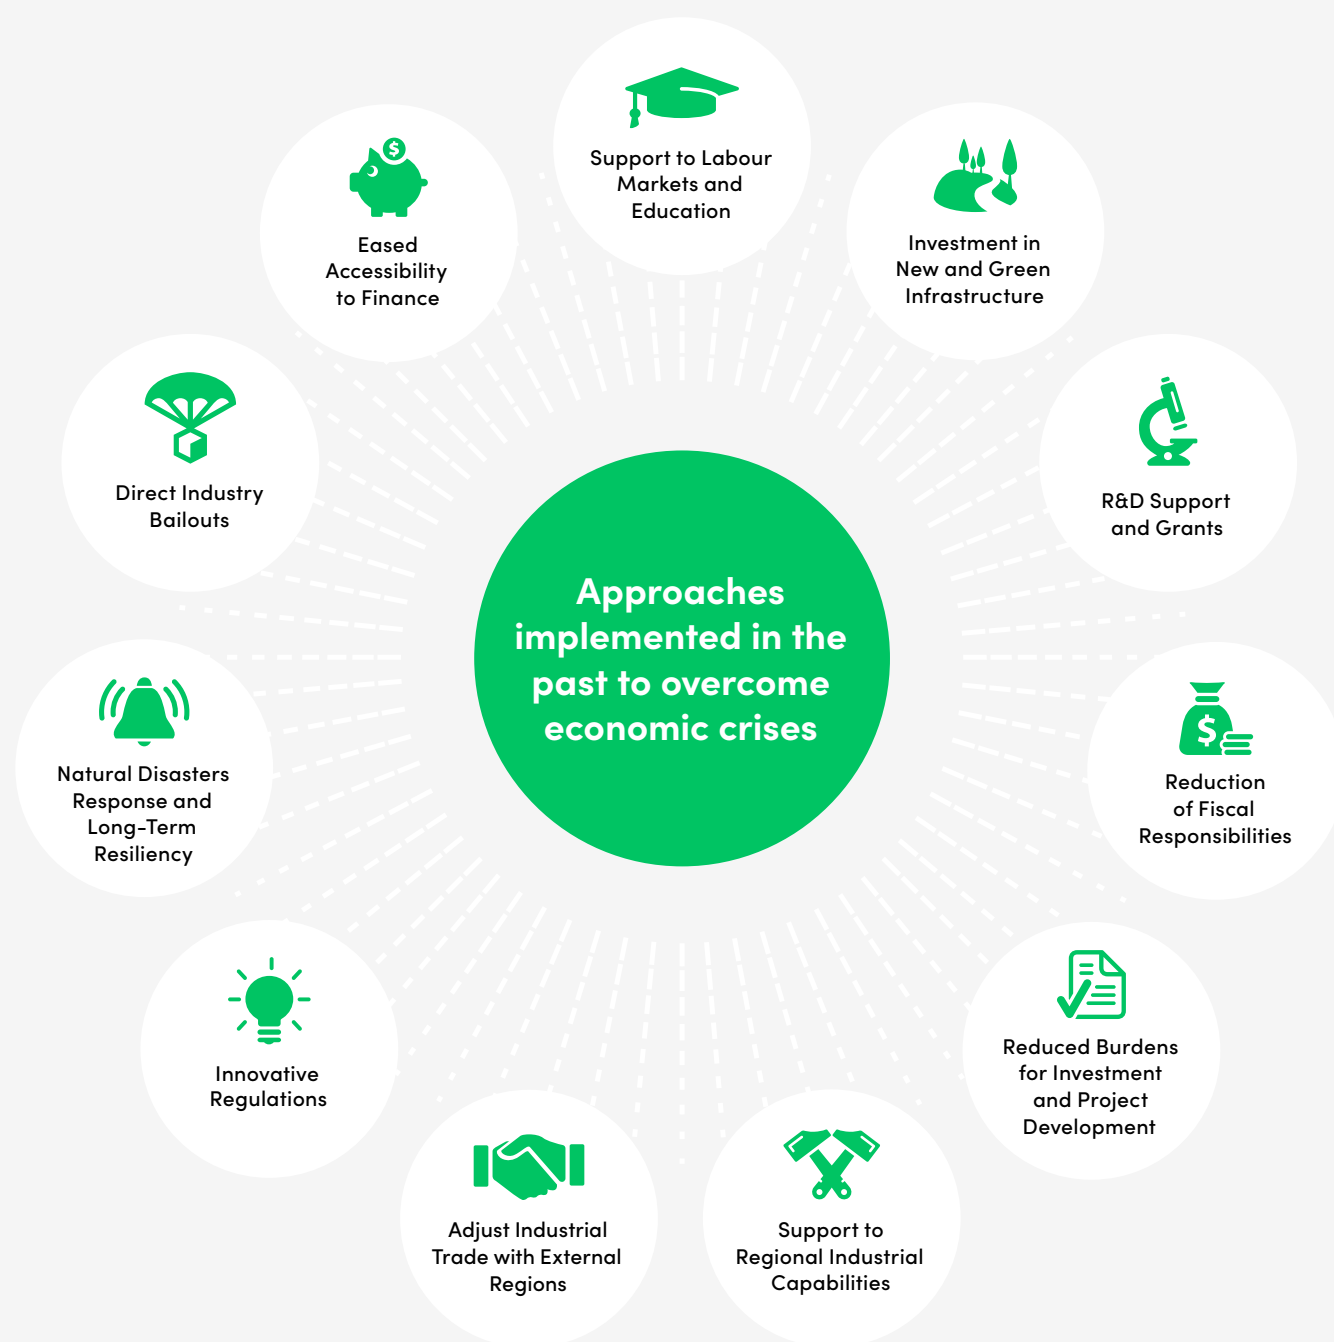 Support to Labour
Markets and
Education
Investment in
New and Green
Infrastructure
R&D Support
and Grants
Reduction
of Fiscal
Responsibilities
Reduced Burdens
for Investment
and Project
Development
Support to
Regional Industrial
Capabilities
Adjust Industrial
Trade with External
Regions
Innovative
Regulations
Natural Disasters
Response and
Long-Term
Resiliency
Direct Industry
Bailouts
Eased
Accessibility
to Finance
Approaches
implemented in the
past to overcome
economic crises
$
$